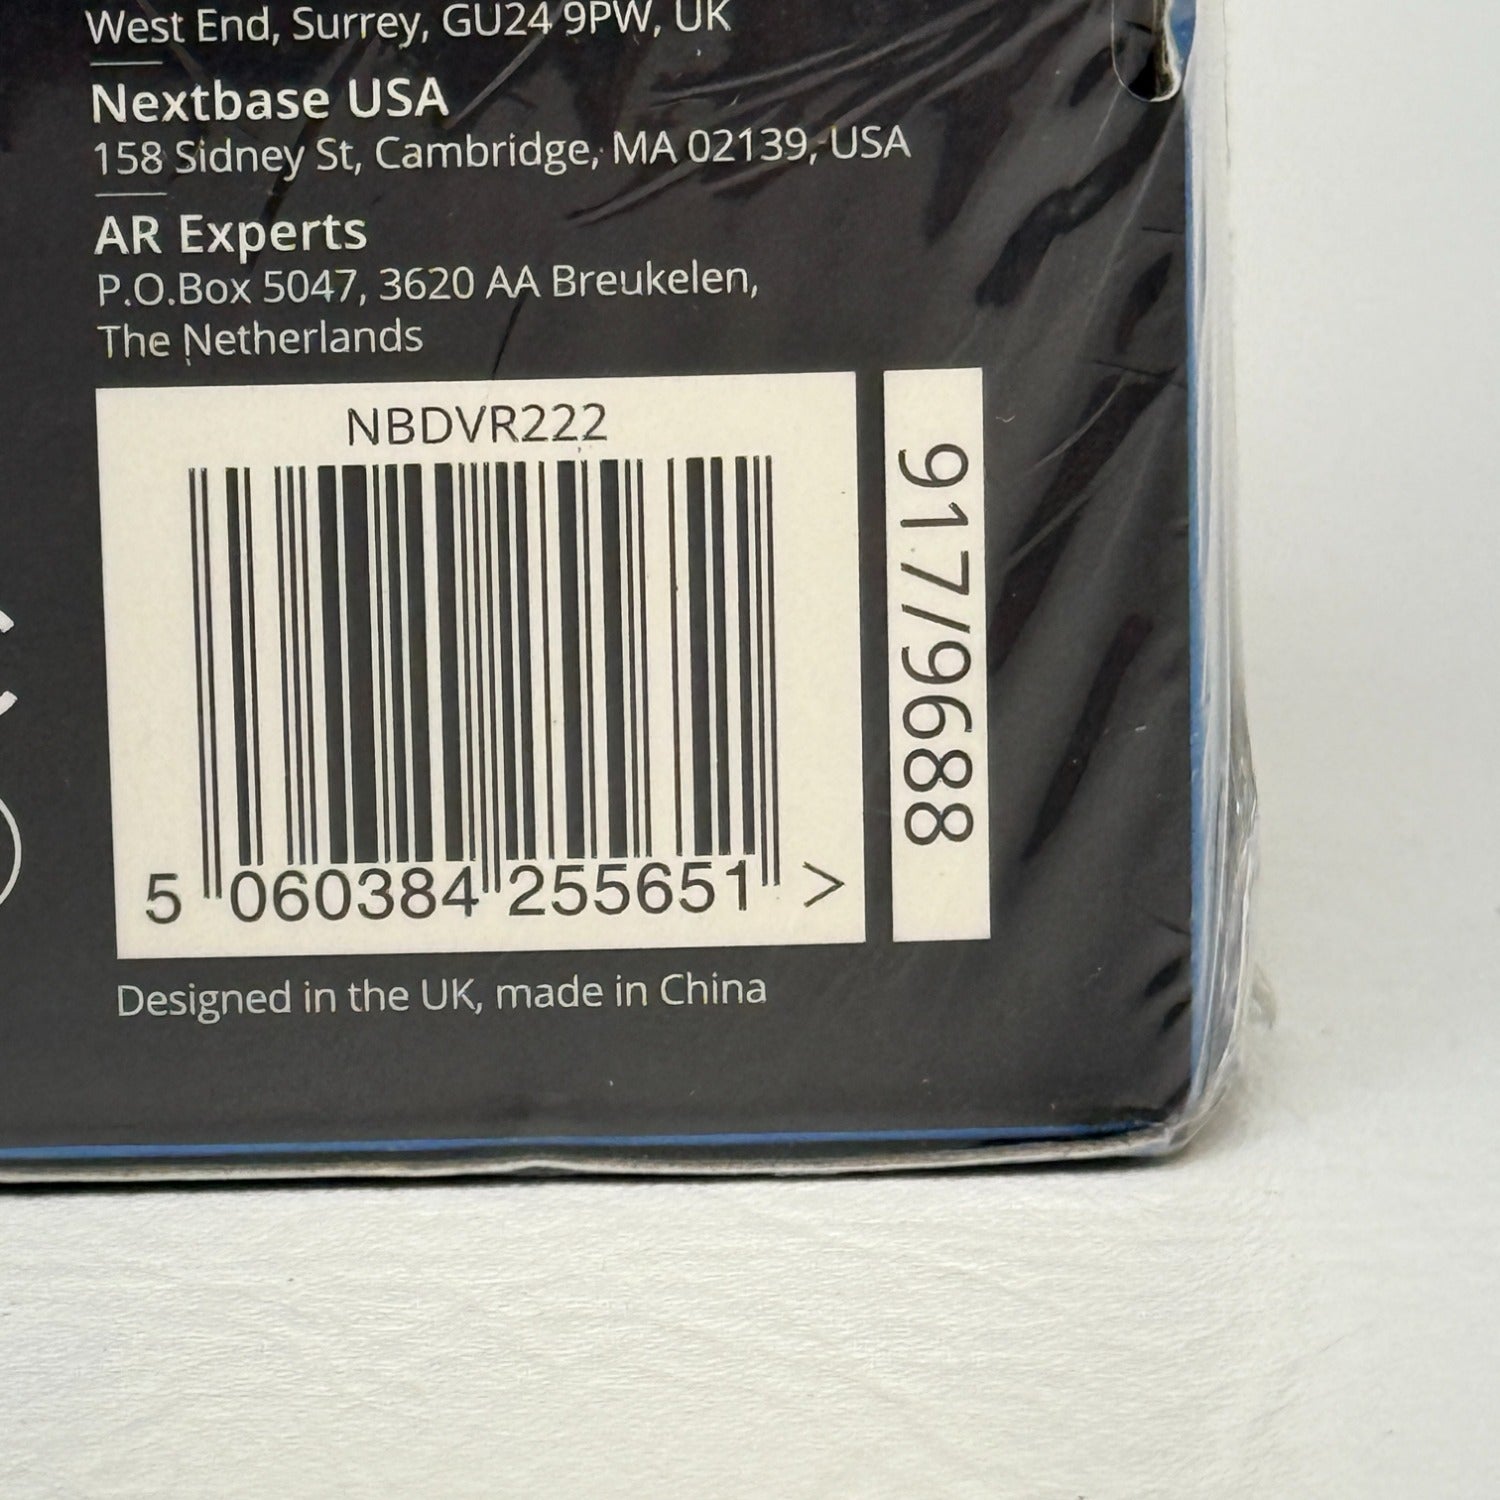 West End, Surrey, GU24 9PW, UK
Nextbase USA
158 Sidney St, Cambridge, MA 02139, USA
AR Experts
P.O.Box 5047, 3620 AA Breukelen,
The Netherlands
NBDVR222
5 060384 255651 >
917/9688
Designed in the UK, made in China